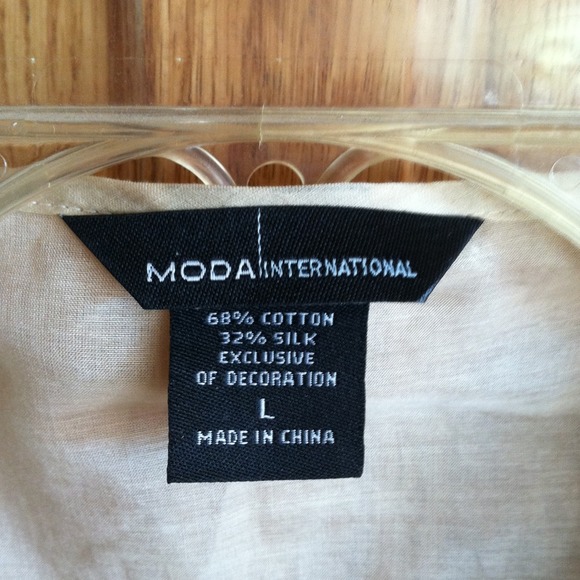 MODA INTERNATIONAL
68% COTTON
32% SILK
EXCLUSIVE
OF DECORATION
L
MADE IN CHINA